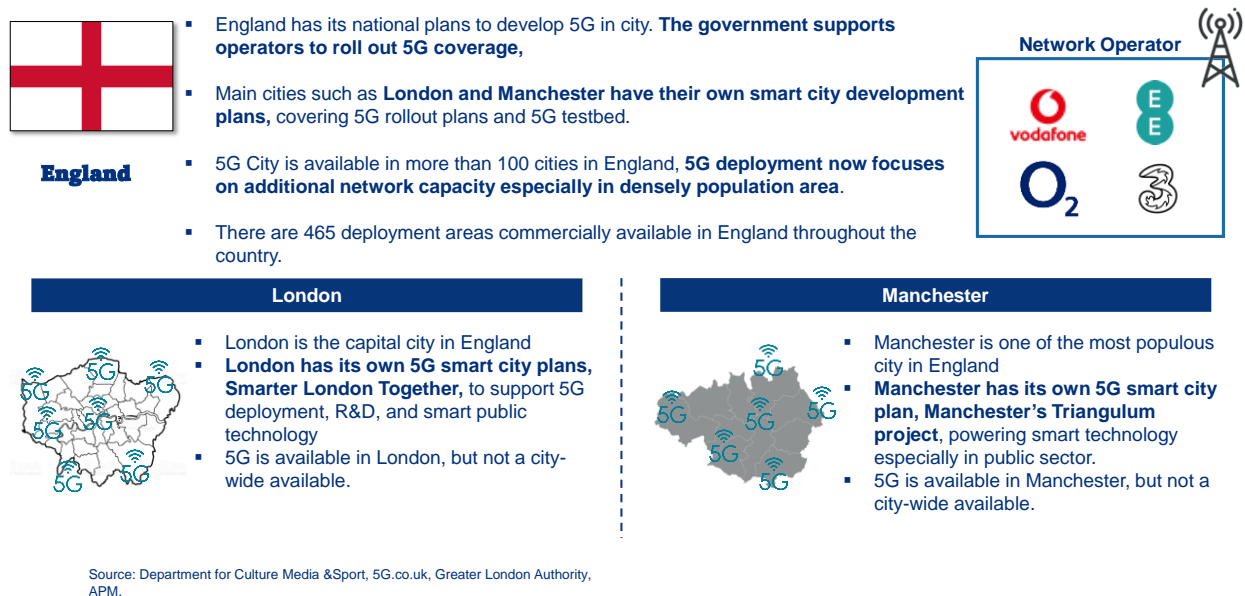 England has its national plans to develop 5G in city. The government supports
operators to roll out 5G coverage,
Main cities such as London and Manchester have their own smart city development
plans, covering 5G rollout plans and 5G testbed.
England
5G City is available in more than 100 cities in England, 5G deployment now focuses
on additional network capacity especially in densely population area.
There are 465 deployment areas commercially available in England throughout the
country.
Network Operator
vodafone
E
E
O2
3
London
5G
5G
5G
5G
5G
5G
5G
5G
London is the capital city in England
London has its own 5G smart city plans,
Smarter London Together, to support 5G
deployment, R&D, and smart public
technology
5G is available in London, but not a city-
wide available.
Manchester
5G
5G
5G
5G
5G
5G
Manchester is one of the most populous
city in England
Manchester has its own 5G smart city
plan, Manchester's Triangulum
project, powering smart technology
especially in public sector.
5G is available in Manchester, but not a
city-wide available.
Source: Department for Culture Media &Sport, 5G.co.uk, Greater London Authority,
APM.